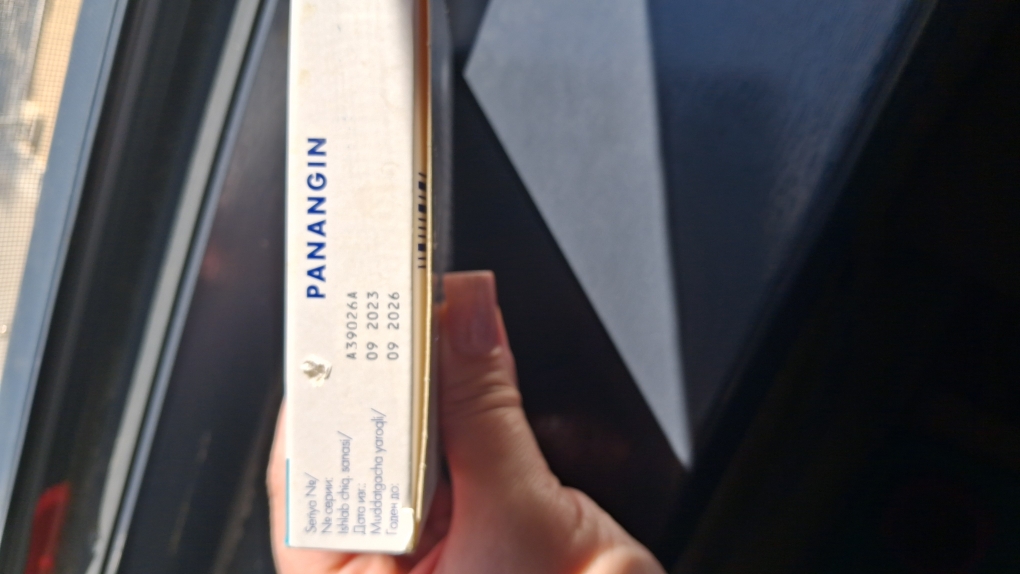 PANANGIN
Seriya №/
№ серии: A39026A
Ishlab chiq. sanasi/
Дата изг.: 09 2023
Muddatgacha yaroqli/
Годен до: 09 2026